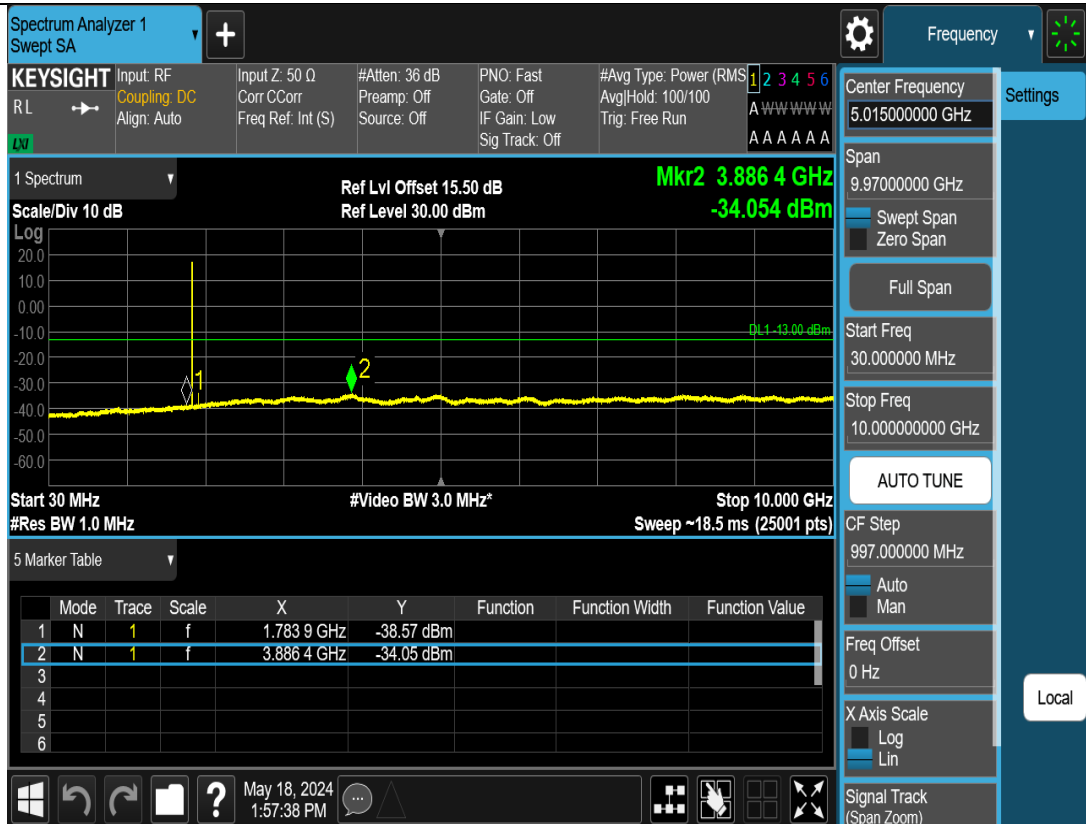 Spectrum Analyzer 1
Swept SA
+
Frequency
KEYSIGHT
RL
LXI
Input: RF
Coupling: DC
Align: Auto
Input Z: 50 Ω
Corr CCorr
Freq Ref: Int (S)
#Atten: 36 dB
Preamp: Off
Source: Off
PNO: Fast
Gate: Off
IF Gain: Low
Sig Track: Off
#Avg Type: Power (RMS
Avg|Hold: 100/100
Trig: Free Run
1 2 3 4 5 6
A W W W W W
A A A A A A
1 Spectrum
Scale/Div 10 dB
Ref Lvl Offset 15.50 dB
Ref Level 30.00 dBm
Mkr2 3.886 4 GHz
-34.054 dBm
Log
20.0
10.0
0.00
-10.0
-20.0
-30.0
-40.0
-50.0
-60.0
DL1 -13.00 dBm
1
2
Start 30 MHz
#Video BW 3.0 MHz*
Stop 10.000 GHz
#Res BW 1.0 MHz
Sweep ~18.5 ms (25001 pts)
5 Marker Table
Mode Trace Scale X Y Function Function Width Function Value
1 N 1 f 1.783 9 GHz -38.57 dBm
2 N 1 f 3.886 4 GHz -34.05 dBm
3
4
5
6
May 18, 2024
1:57:38 PM
Settings
Center Frequency
5.015000000 GHz
Span
9.97000000 GHz
Swept Span
Zero Span
Full Span
Start Freq
30.000000 MHz
Stop Freq
10.000000000 GHz
AUTO TUNE
CF Step
997.000000 MHz
Auto
Man
Freq Offset
0 Hz
X Axis Scale
Log
Lin
Signal Track
(Span Zoom)
Local